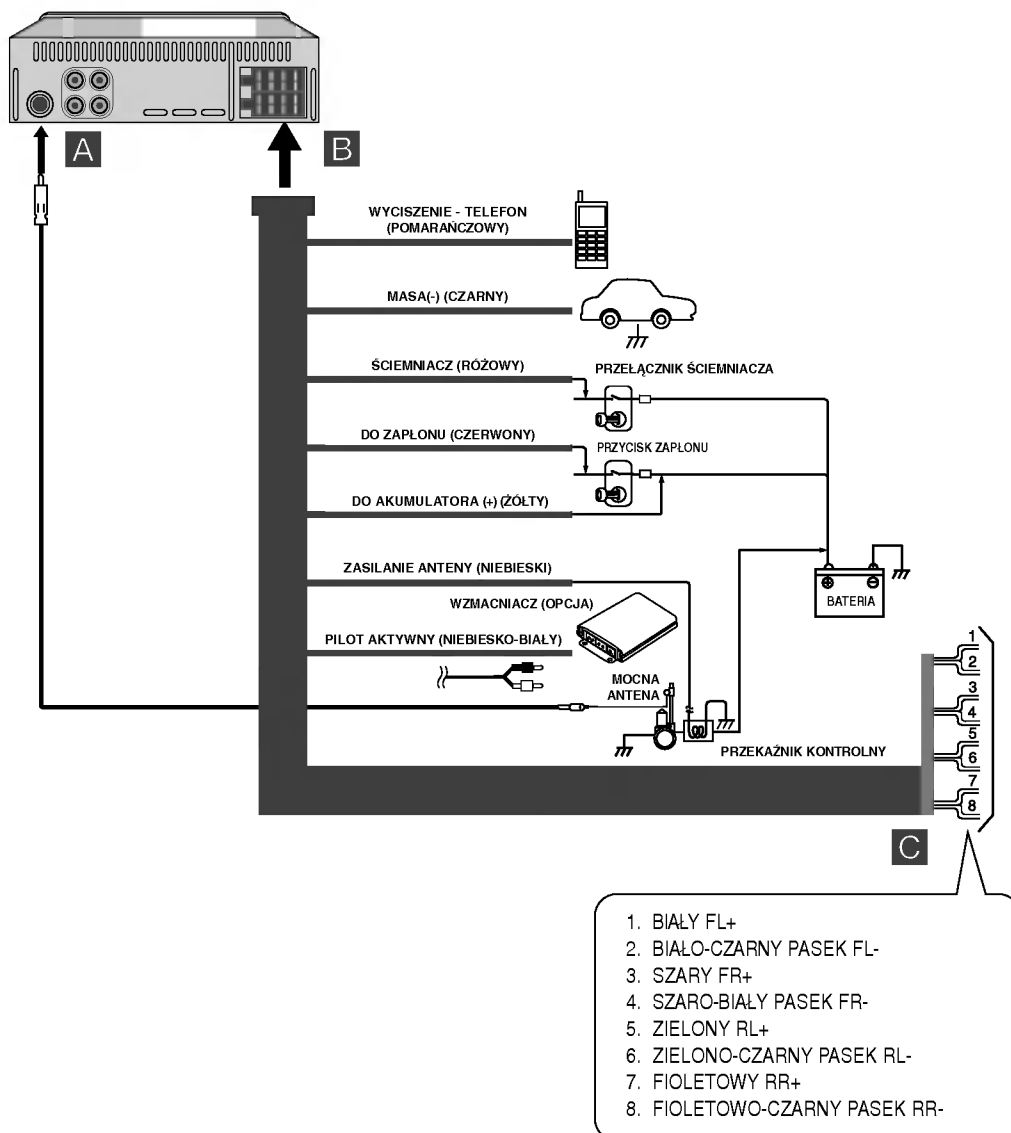 A
B
WYCISZENIE - TELEFON
(POMARAŃCZOWY)
MASA(-) (CZARNY)
ŚCIEMNIACZ (RÓŻOWY)
PRZEŁĄCZNIK ŚCIEMNIACZA
DO ZAPŁONU (CZERWONY)
PRZYCISK ZAPŁONU
DO AKUMULATORA (+) (ŻÓŁTY)
ZASILANIE ANTENY (NIEBIESKI)
BATERIA
WZMACNIACZ (OPCJA)
PILOT AKTYWNY (NIEBIESKO-BIAŁY)
MOCNA
ANTENA
PRZEKAŹNIK KONTROLNY
1
2
3
4
5
6
7
8
C
1. BIAŁY FL+
2. BIAŁO-CZARNY PASEK FL-
3. SZARY FR+
4. SZARO-BIAŁY PASEK FR-
5. ZIELONY RL+
6. ZIELONO-CZARNY PASEK RL-
7. FIOLETOWY RR+
8. FIOLETOWO-CZARNY PASEK RR-